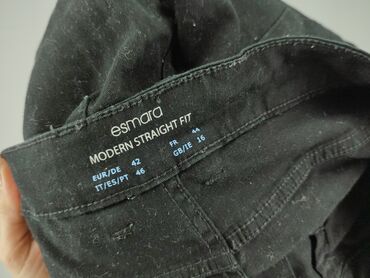 esmara
MODERN STRAIGHT FIT
EUR/DE 42 FR 44
IT/ES/PT 46 GB/IE 16